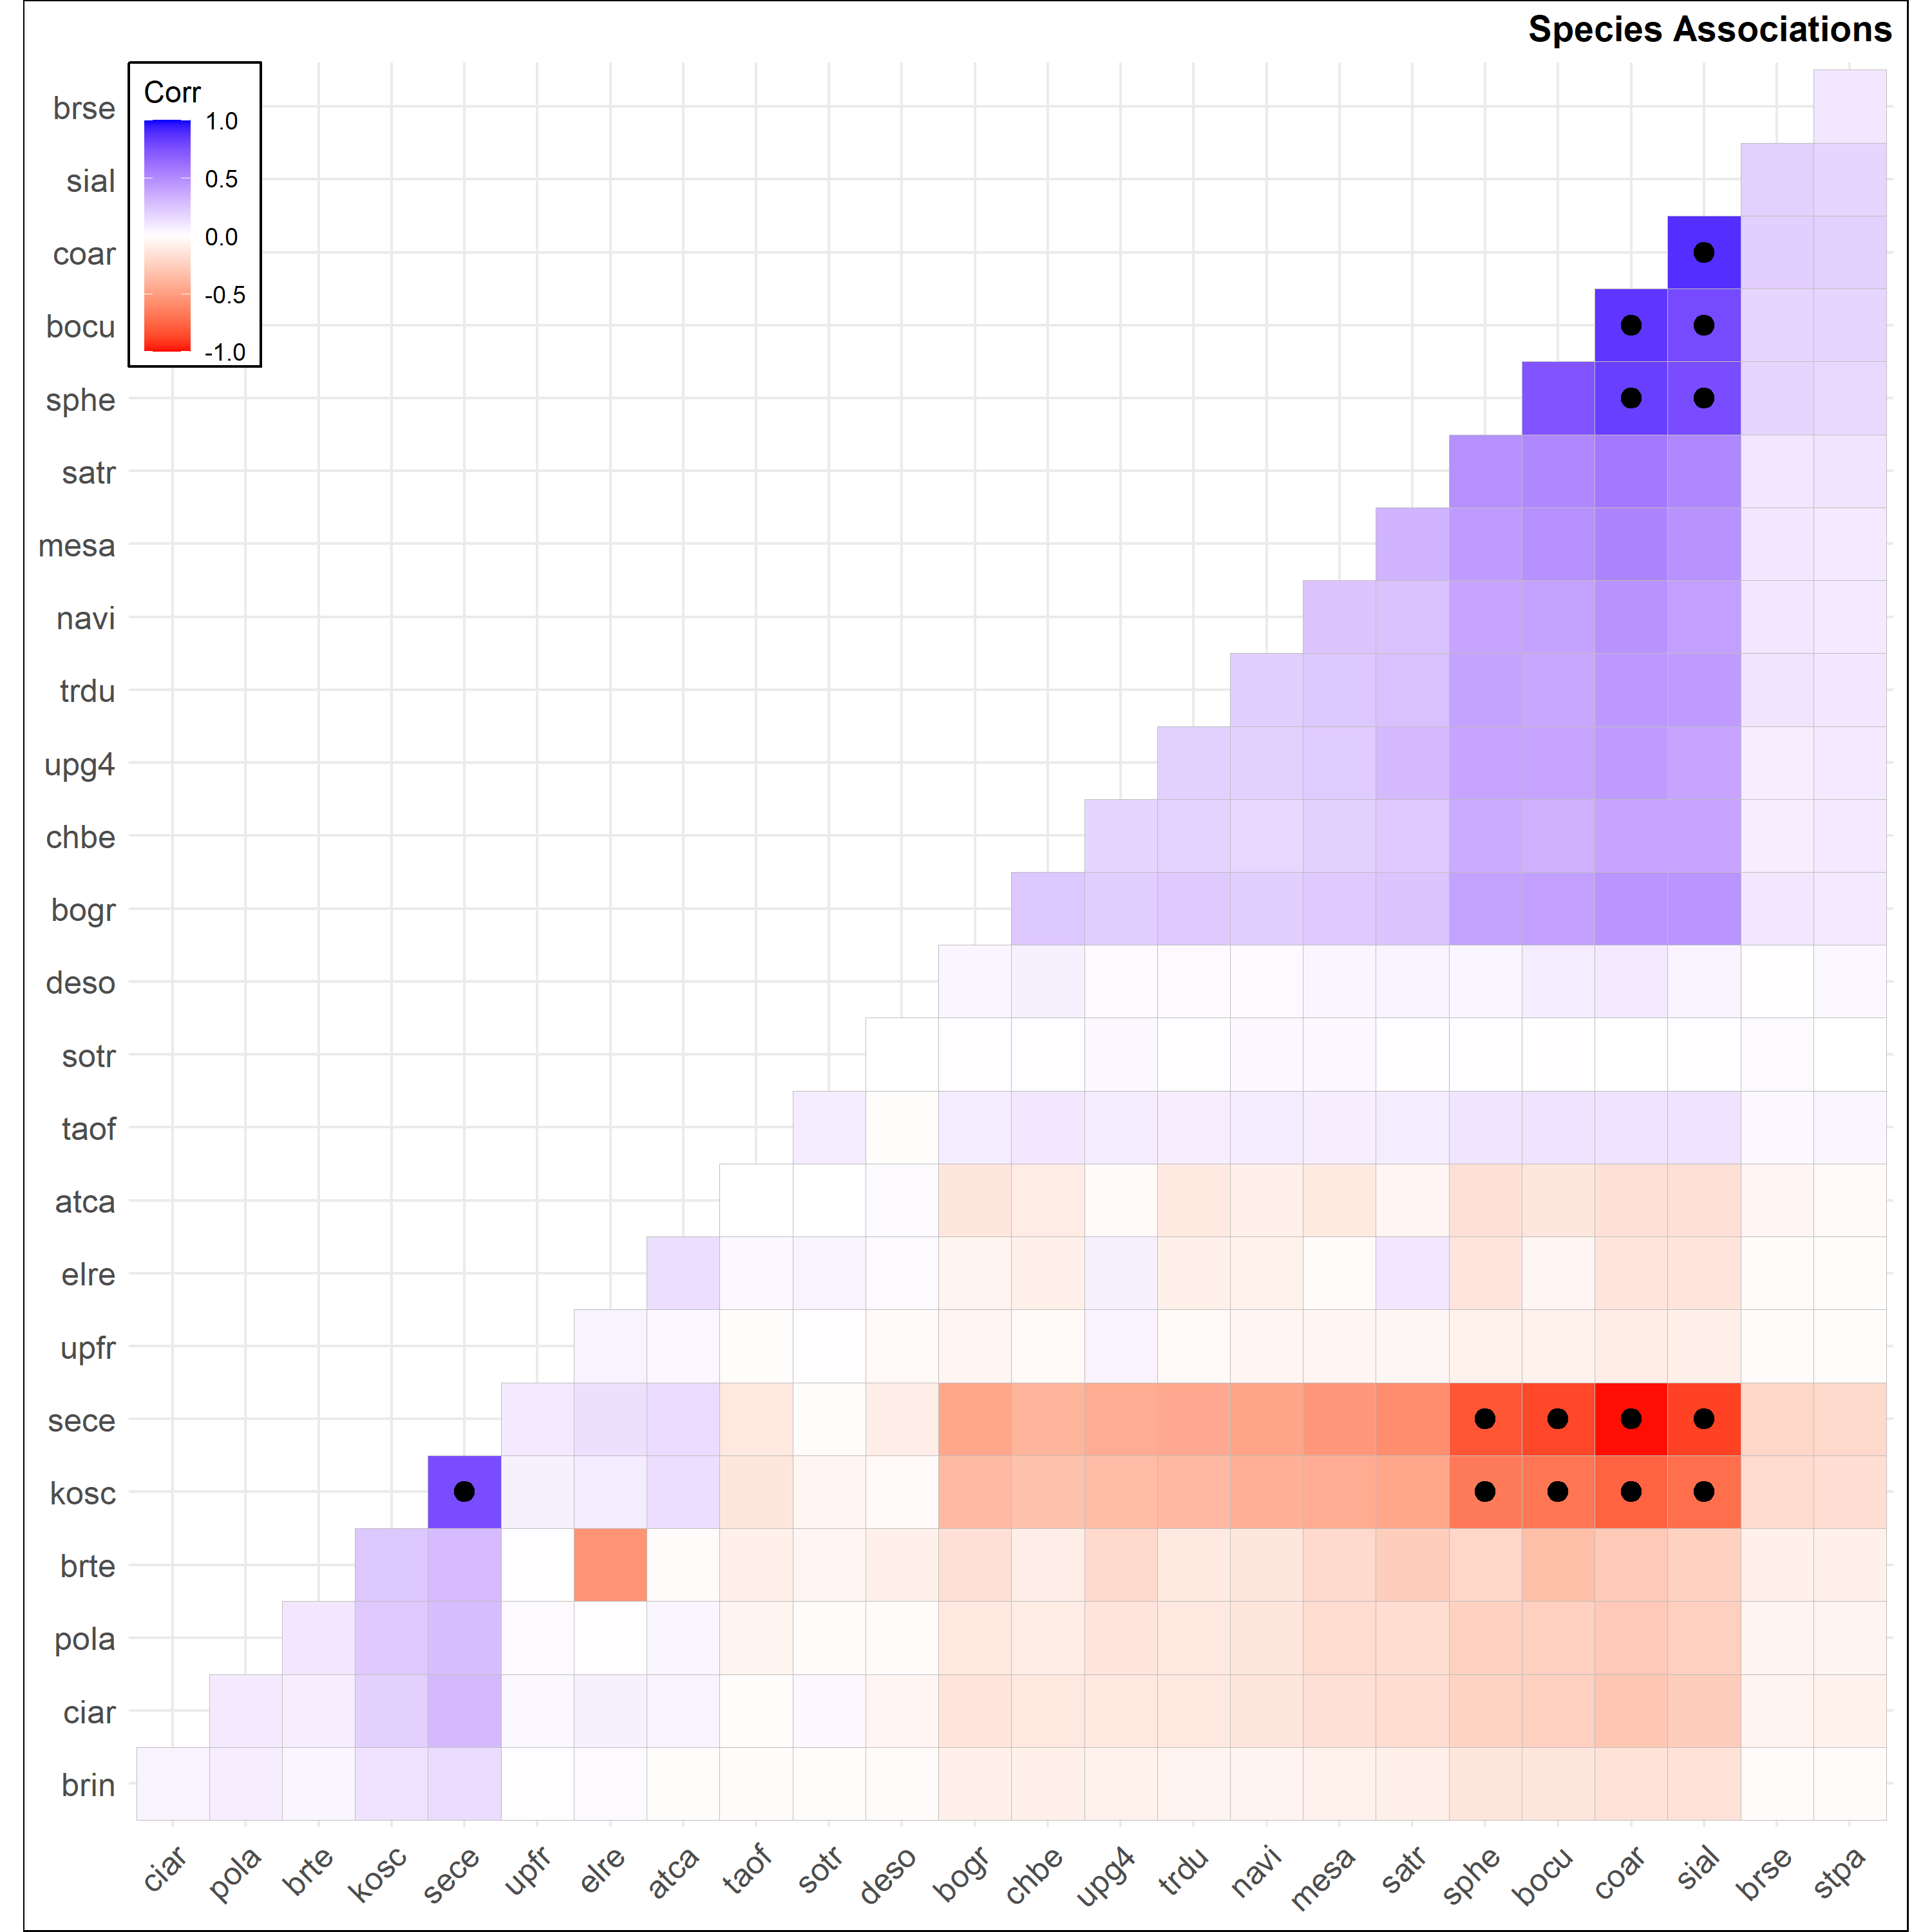 Species Associations
Corr
1.0
0.5
0.0
-0.5
-1.0
brse
sial
coar
bocu
sphe
satr
mesa
navi
trdu
upg4
chbe
bogr
deso
sotr
taof
atca
elre
upfr
sece
kosc
brte
pola
ciar
brin
ciar pola brte kosc sece upfr elre atca taof sotr deso bogr chbe upg4 trdu navi mesa satr sphe bocu coar sial brse stpa